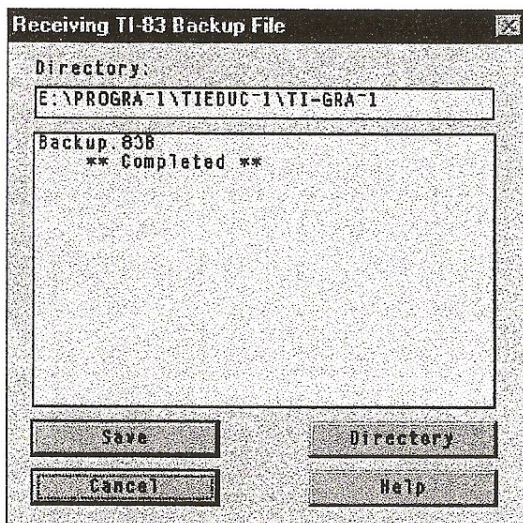 Receiving TI-83 Backup File
Directory:
E:\PROGRA~1\TIEDUC~1\TI-GRA~1
Backup.83B
** Completed **
Save
Directory
Cancel
Help